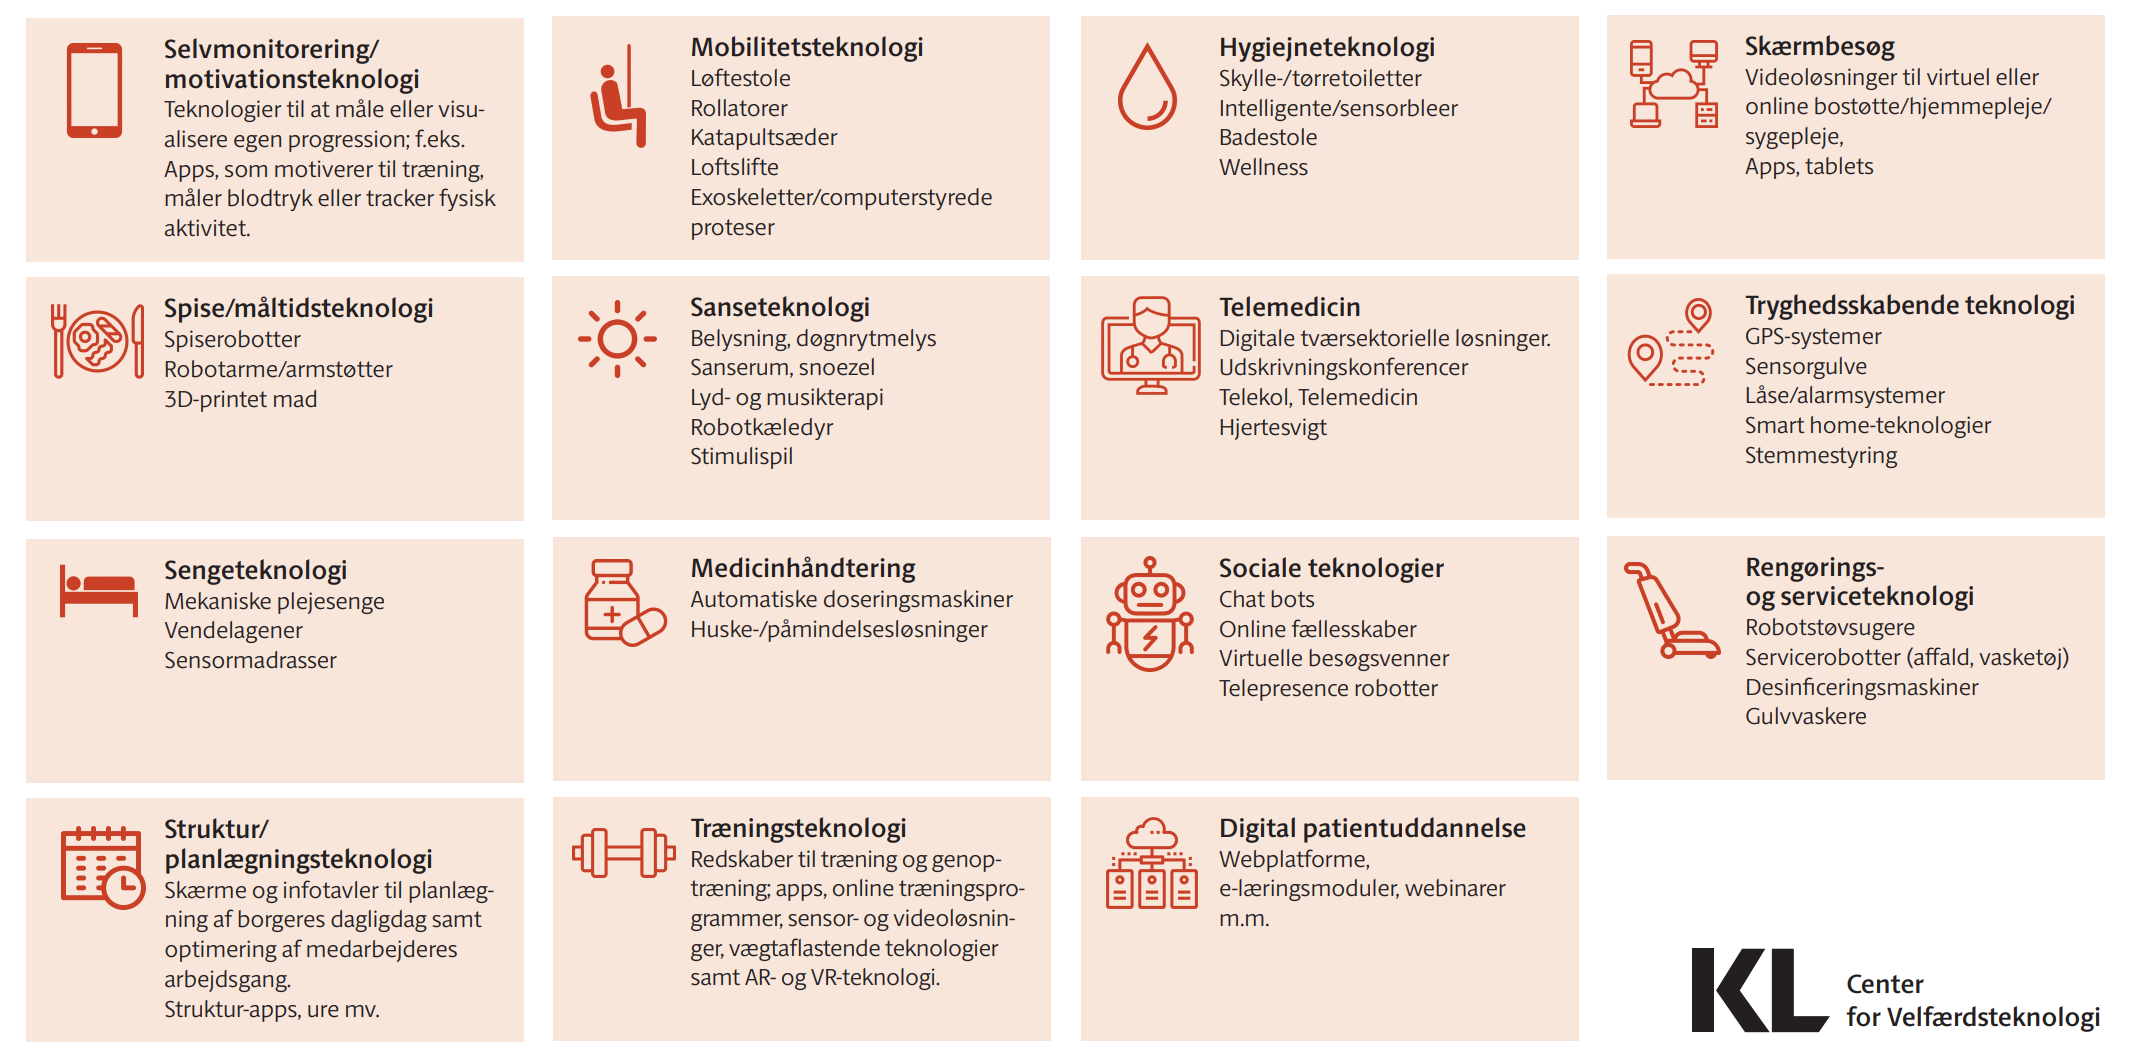 Selvmonitorering/
motivationsteknologi
Teknologier til at måle eller visu-
alisere egen progression; f.eks.
Apps, som motiverer til træning,
måler blodtryk eller tracker fysisk
aktivitet.
Mobilitetsteknologi
Løftestole
Rollatorer
Katapultsæder
Loftslifte
Exoskeletter/computerstyrede
proteser
Hygiejneteknologi
Skylle-/tørretoiletter
Intelligente/sensorbleer
Badestole
Wellness
Skærmbesøg
Videoløsninger til virtuel eller
online bostøtte/hjemmepleje/
sygepleje,
Apps, tablets
Spise/måltidsteknologi
Spiserobotter
Robotarme/armstøtter
3D-printet mad
Sanseteknologi
Belysning, døgnrytmelys
Sanserum, snoezel
Lyd- og musikterapi
Robotkæledyr
Stimulispil
Telemedicin
Digitale tværsektorielle løsninger.
Udskrivningskonferencer
Telekol, Telemedicin
Hjertesvigt
Tryghedsskabende teknologi
GPS-systemer
Sensorgulve
Låse/alarmsystemer
Smart home-teknologier
Stemmestyring
Sengeteknologi
Mekaniske plejesenge
Vendelagener
Sensormadrasser
Medicinhåndtering
Automatiske doseringsmaskiner
Huske-/påmindelsesløsninger
Sociale teknologier
Chat bots
Online fællesskaber
Virtuelle besøgsvenner
Telepresence robotter
Rengørings-
og serviceteknologi
Robotstøvsugere
Servicerobotter (affald, vasketøj)
Desinficeringsmaskiner
Gulvvaskere
Struktur/
planlægningsteknologi
Skærme og infotavler til planlæg-
ning af borgeres dagligdag samt
optimering af medarbejderes
arbejdsgang.
Struktur-apps, ure mv.
Træningsteknologi
Redskaber til træning og genop-
træning; apps, online træningspro-
grammer, sensor- og videoløsnin-
ger, vægtaflastende teknologier
samt AR- og VR-teknologi.
Digital patientuddannelse
Webplatforme,
e-læringsmoduler, webinarer
m.m.
KL
Center
for Velfærdsteknologi